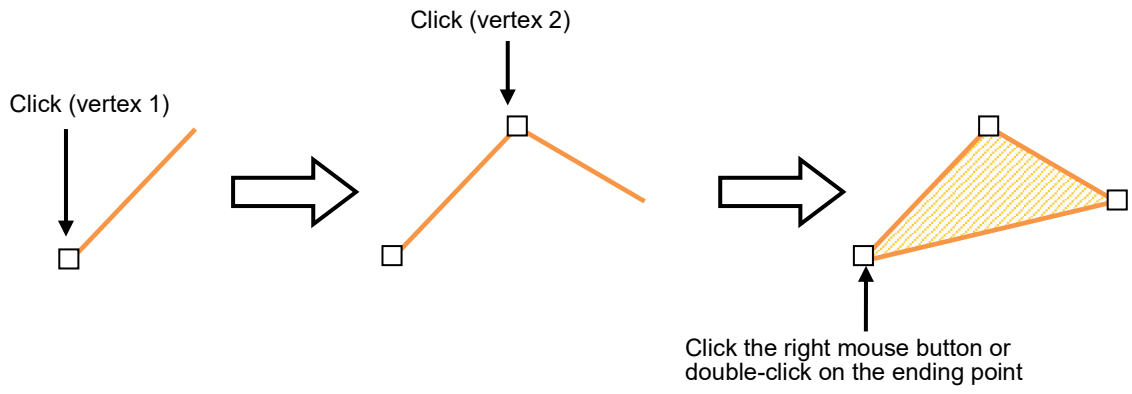 Click (vertex 2)
Click (vertex 1)
Click the right mouse button or
double-click on the ending point